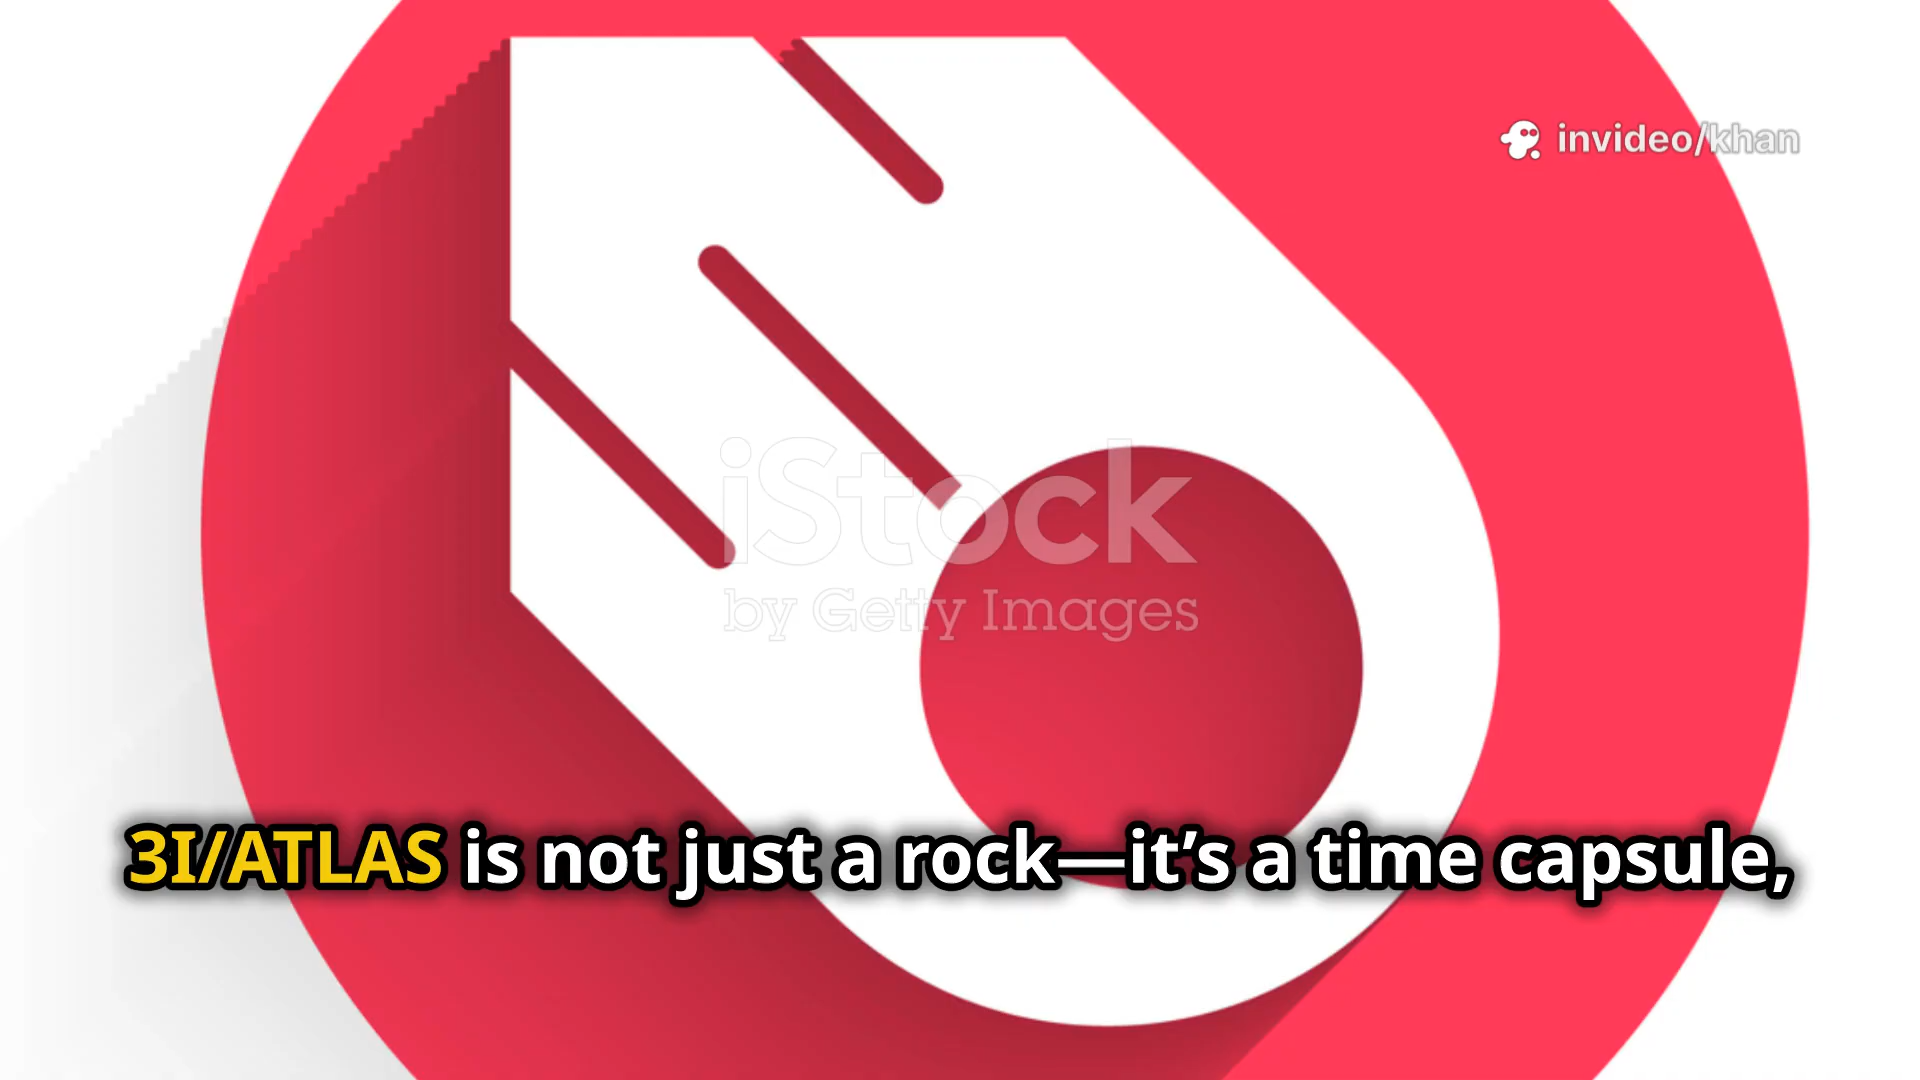 invideo/khan
iStock
by Getty Images
3I/ATLAS is not just a rock—it’s a time capsule,